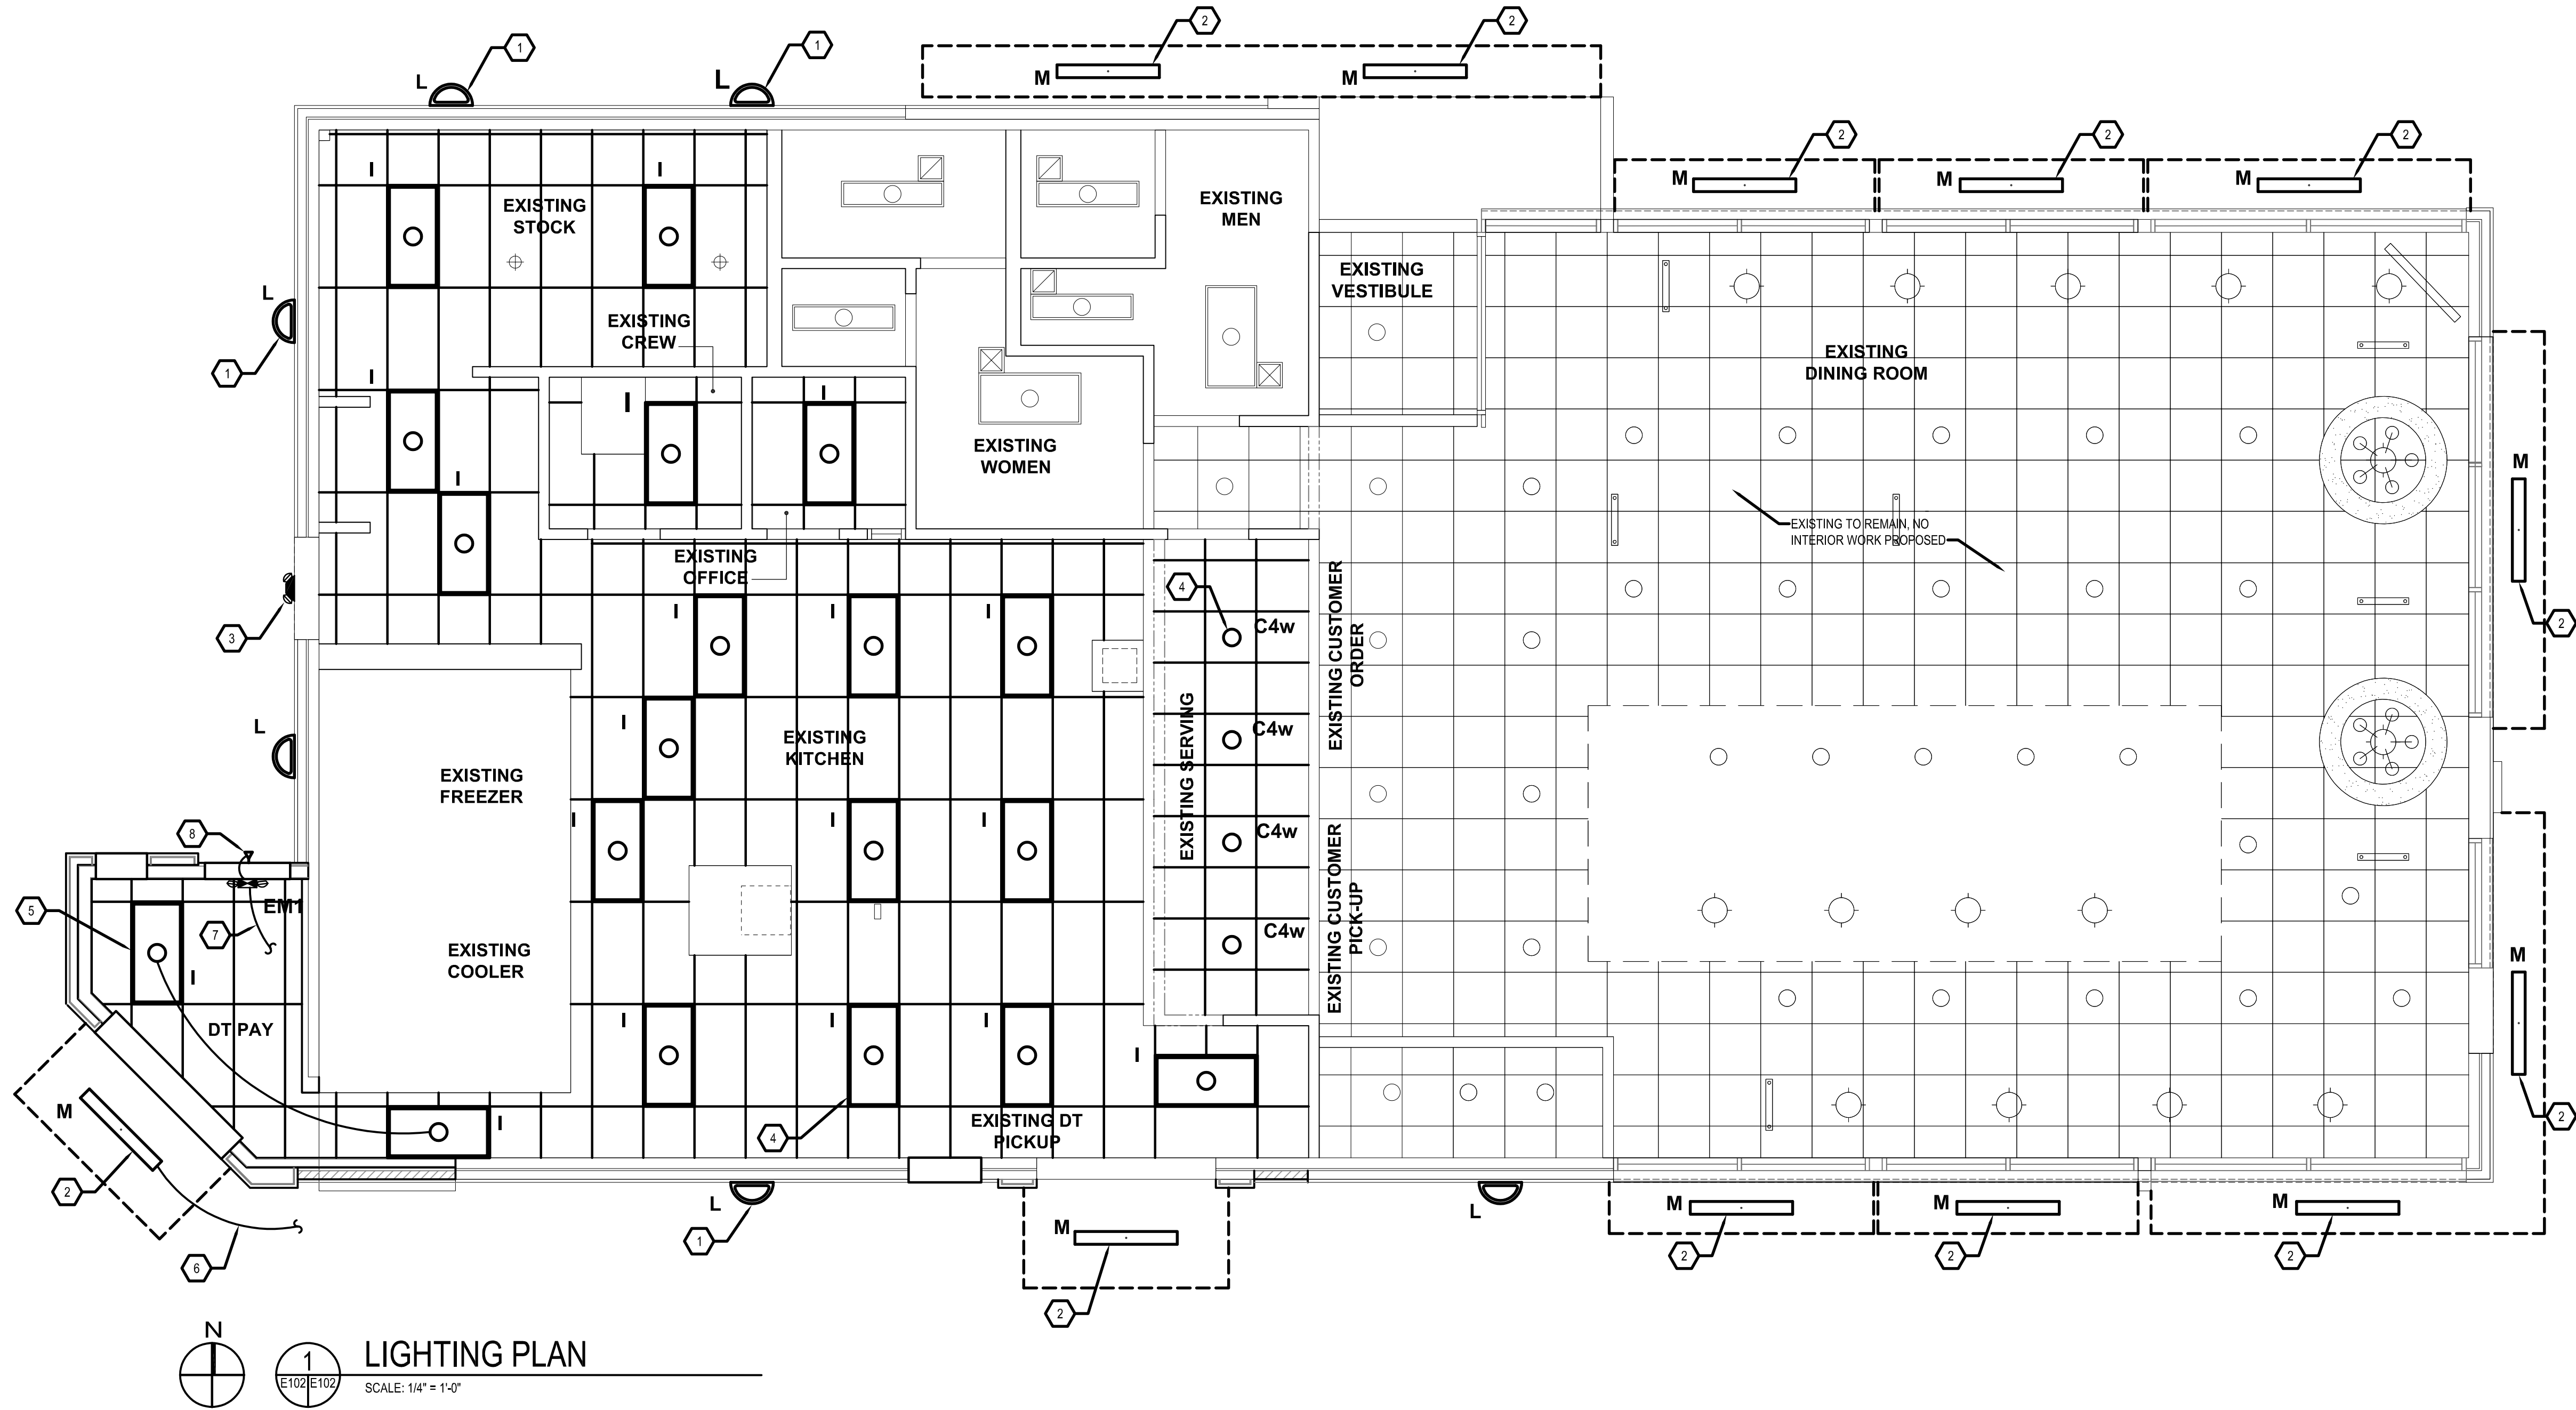 2
2
1
1
L
L
M
M
2
2
2
M
M
M
I
I
EXISTING
STOCK
EXISTING
MEN
EXISTING
VESTIBULE
L
1
EXISTING
CREW
EXISTING
DINING ROOM
I
I
I
EXISTING
WOMEN
I
M
EXISTING TO REMAIN, NO
INTERIOR WORK PROPOSED
EXISTING
OFFICE
3
4
C4w
EXISTING CUSTOMER
ORDER
2
I
I
I
I
EXISTING
KITCHEN
EXISTING SERVING
C4w
L
EXISTING
FREEZER
I
I
I
C4w
8
5
EM1
7
EXISTING
COOLER
C4w
EXISTING CUSTOMER
PICK-UP
M
I
DT PAY
I
I
I
I
M
I
4
EXISTING DT
PICKUP
2
2
L
1
L
M
M
M
M
6
2
2
2
2
N
1
E102
E102
LIGHTING PLAN
SCALE: 1/4" = 1'-0"